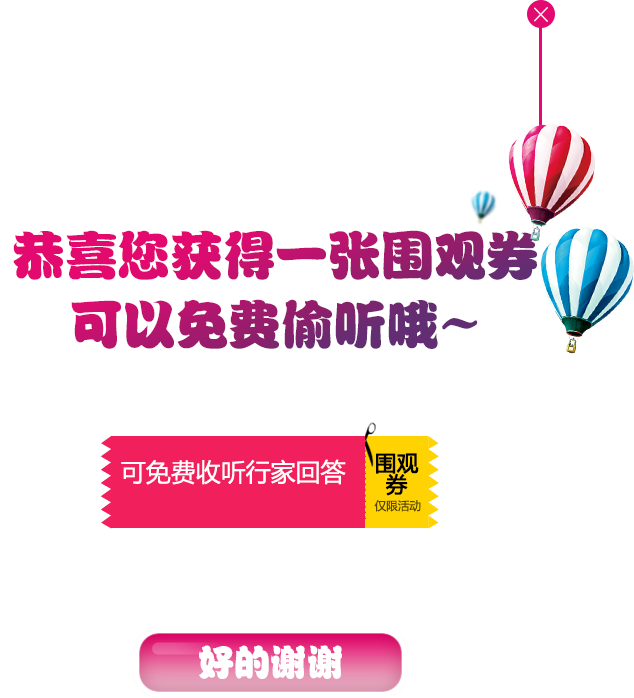 恭喜您获得一张围观券
可以免费偷听哦~
可免费收听行家回答
围观
券
仅限活动
好的谢谢